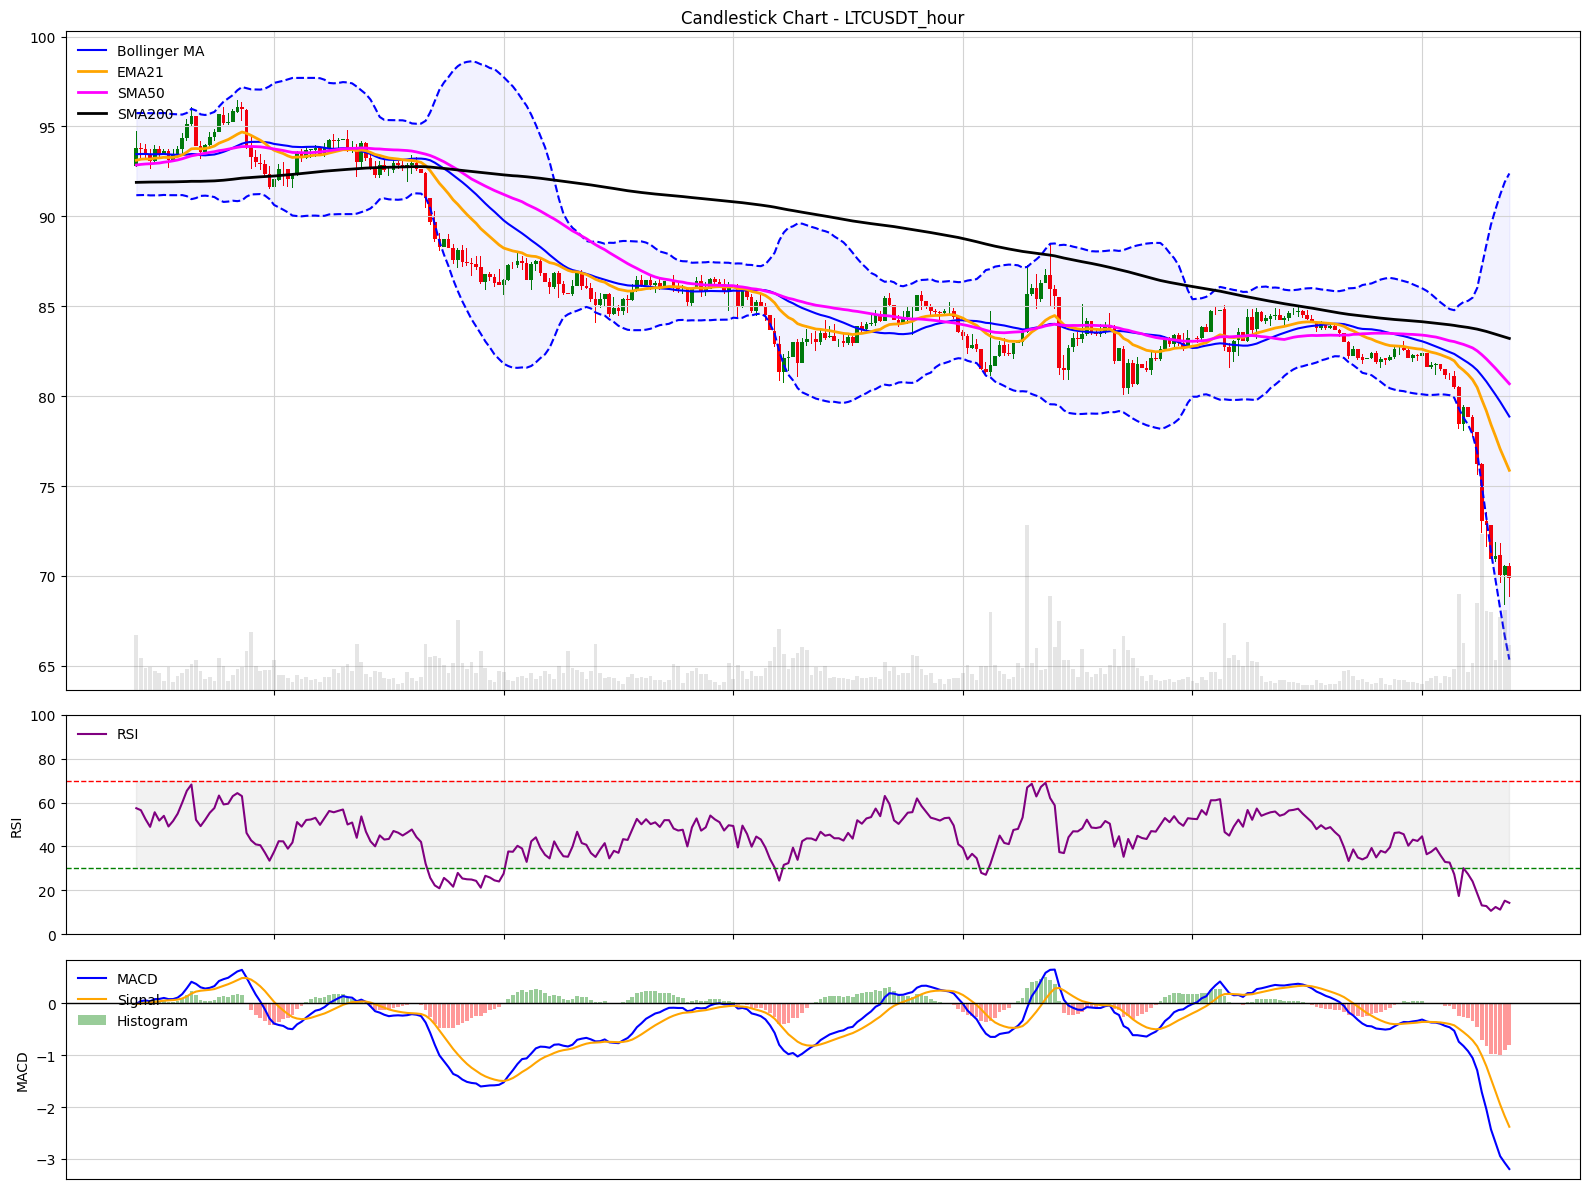 Candlestick Chart - LTCUSDT_hour
100
95
90
85
80
75
70
65
Bollinger MA
EMA21
SMA50
SMA200
100
80
60
40
20
0
RSI
RSI
0
−1
−2
−3
MACD
MACD
Signal
Histogram